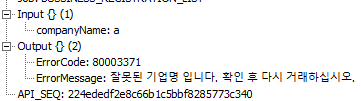 Input {} (1)
companyName: a
Output {} (2)
ErrorCode: 80003371
ErrorMessage: 잘못된 기업명 입니다. 확인 후 다시 거래하십시오.
API_SEQ: 224ededf2e8c66b1c5bbf8285773c340